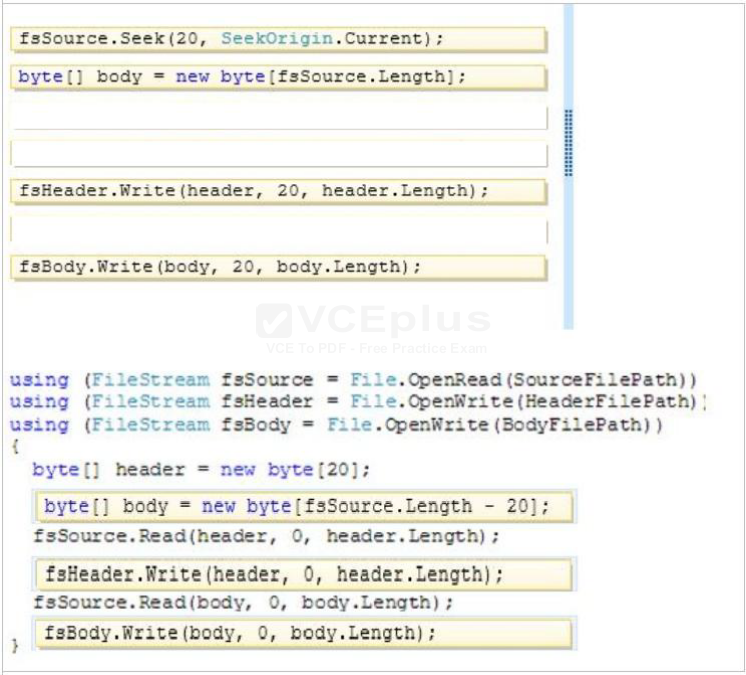 fsSource.Seek(20, SeekOrigin.Current);
byte[] body = new byte[fsSource.Length];
fsHeader.Write(header, 20, header.Length);
fsBody.Write(body, 20, body.Length);
VCEplus
VCE To PDF - Free Practice Exam
using (FileStream fsSource = File.OpenRead(SourceFilePath))
using (FileStream fsHeader = File.OpenWrite(HeaderFilePath))
using (FileStream fsBody = File.OpenWrite(BodyFilePath))
{
byte[] header = new byte[20];
byte[] body = new byte[fsSource.Length - 20];
fsSource.Read(header, 0, header.Length);
fsHeader.Write(header, 0, header.Length);
fsSource.Read(body, 0, body.Length);
fsBody.Write(body, 0, body.Length);
}